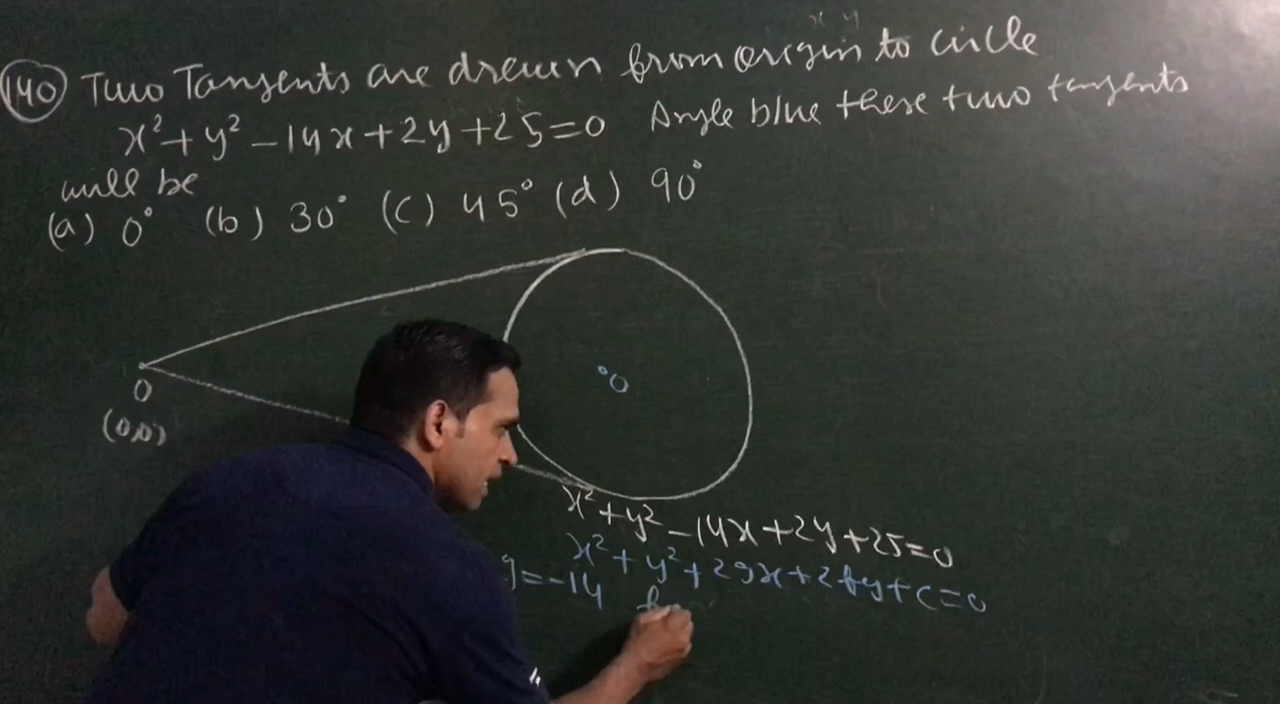 x y
(140) Two Tangents are drawn from origin to circle
x² + y² - 14x + 2y + 25 = 0 Angle b/w these two tangents
will be
(a) 0° (b) 30° (c) 45° (d) 90°
O
(0,0)
O
x² + y² - 14x + 2y + 25 = 0
x² + y² + 2gx + 2fy + c = 0
g = -14 f